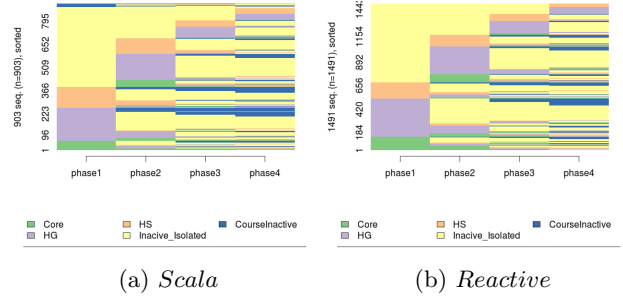 903 seq. (n=903), sorted
1 96 223 386 509 652 795
phase1 phase2 phase3 phase4
Core HS CourseInactive
HG Inacive_Isolated
(a) Scala
1491 seq. (n=1491), sorted
1 184 420 656 892 1154 1443
phase1 phase2 phase3 phase4
Core HS CourseInactive
HG Inacive_Isolated
(b) Reactive